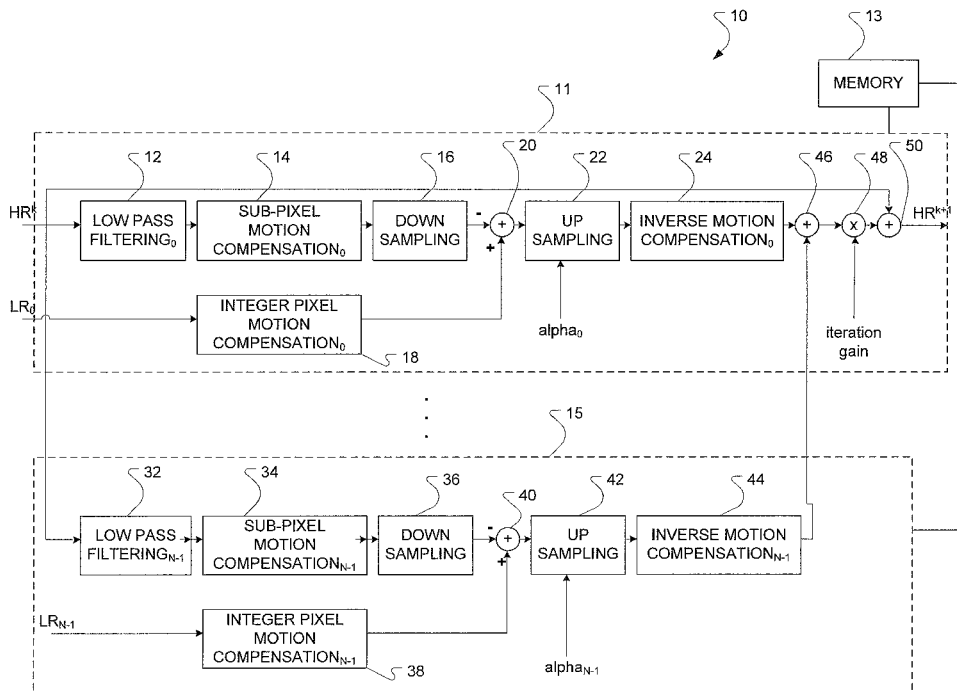 10
13
MEMORY
11
12
14
16
20
22
24
46
48
50
HRᵏ
LOW PASS
FILTERING₀
SUB-PIXEL
MOTION
COMPENSATION₀
DOWN
SAMPLING
-
+
+
UP
SAMPLING
INVERSE MOTION
COMPENSATION₀
+
x
+
HRᵏ⁺¹
LR₀
INTEGER PIXEL
MOTION
COMPENSATION₀
18
alpha₀
iteration
gain
15
32
34
36
40
42
44
LOW PASS
FILTERINGN-1
SUB-PIXEL
MOTION
COMPENSATIONN-1
DOWN
SAMPLING
-
+
+
UP
SAMPLING
INVERSE MOTION
COMPENSATIONN-1
LRN-1
INTEGER PIXEL
MOTION
COMPENSATIONN-1
38
alphaN-1